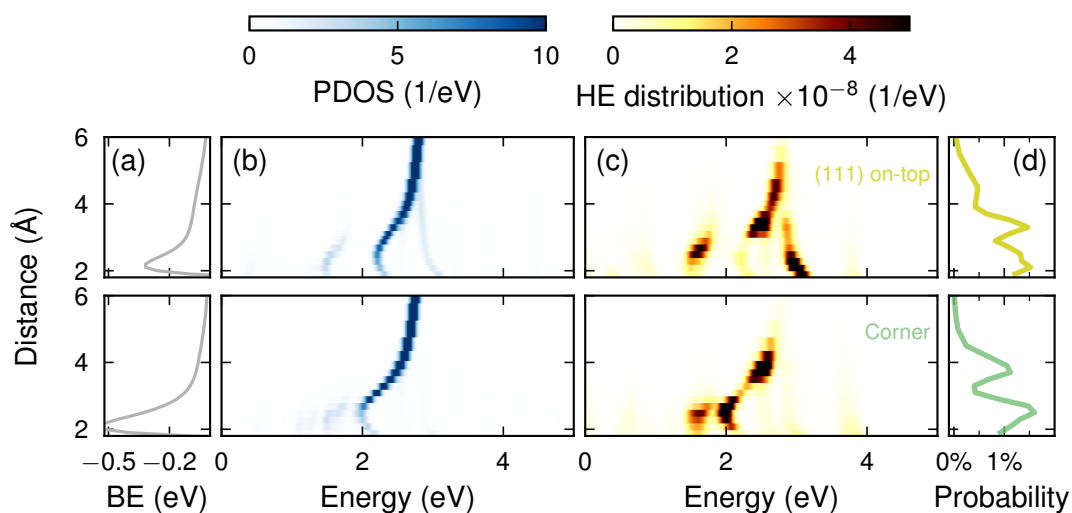 0 5 10 0 2 4
PDOS (1/eV) HE distribution ×10⁻⁸ (1/eV)
6 (a) (b) (c) (111) on-top (d)
4
2
6 Corner
4
2
Distance (Å)
−0.5 −0.2 0 2 4 0 2 4 0% 1%
BE (eV) Energy (eV) Energy (eV) Probability